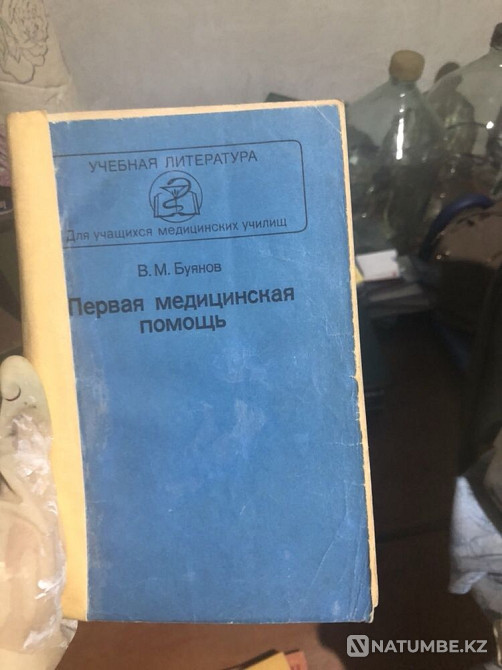 УЧЕБНАЯ ЛИТЕРАТУРА
Для учащихся медицинских училищ
В. М. Буянов
Первая медицинская
помощь
NATUMBE.KZ